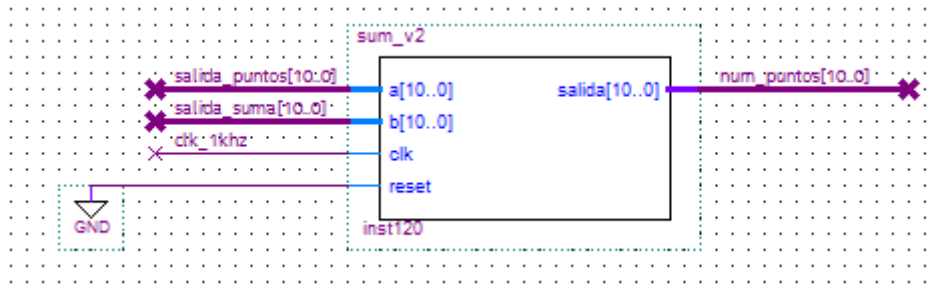 sum_v2
salida_puntos[10..0]
a[10..0]
salida[10..0]
num_puntos[10..0]
salida_suma[10..0]
b[10..0]
clk_1khz
clk
reset
GND
inst120